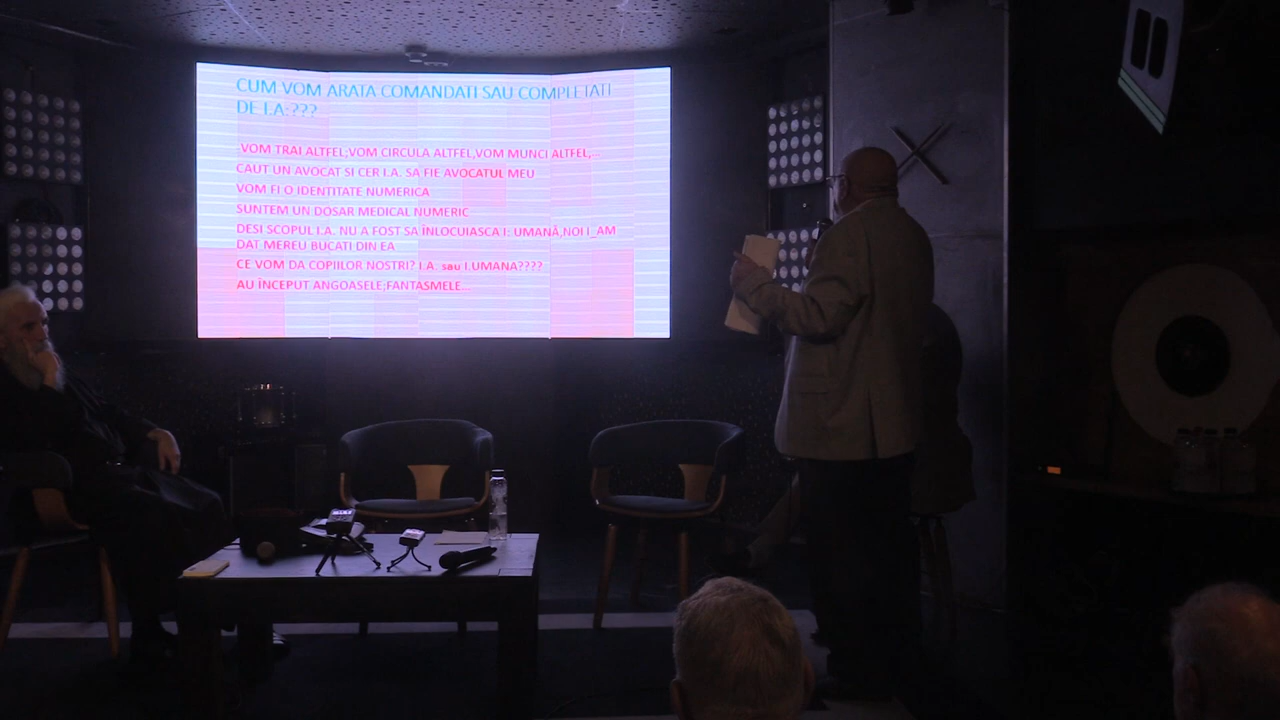 CUM VOM ARATA COMANDATI SAU COMPLETATI
DE I.A:???
-VOM TRAI ALTFEL;VOM CIRCULA ALTFEL,VOM MUNCI ALTFEL,...
CAUT UN AVOCAT SI CER I.A. SA FIE AVOCATUL MEU
VOM FI O IDENTITATE NUMERICA
SUNTEM UN DOSAR MEDICAL NUMERIC
DESI SCOPUL I.A. NU A FOST SA ÎNLOCUIASCA I: UMANĂ,NOI I_AM
DAT MEREU BUCATI DIN EA
CE VOM DA COPIILOR NOSTRI? I.A. sau I.UMANA????
AU ÎNCEPUT ANGOASELE;FANTASMELE...